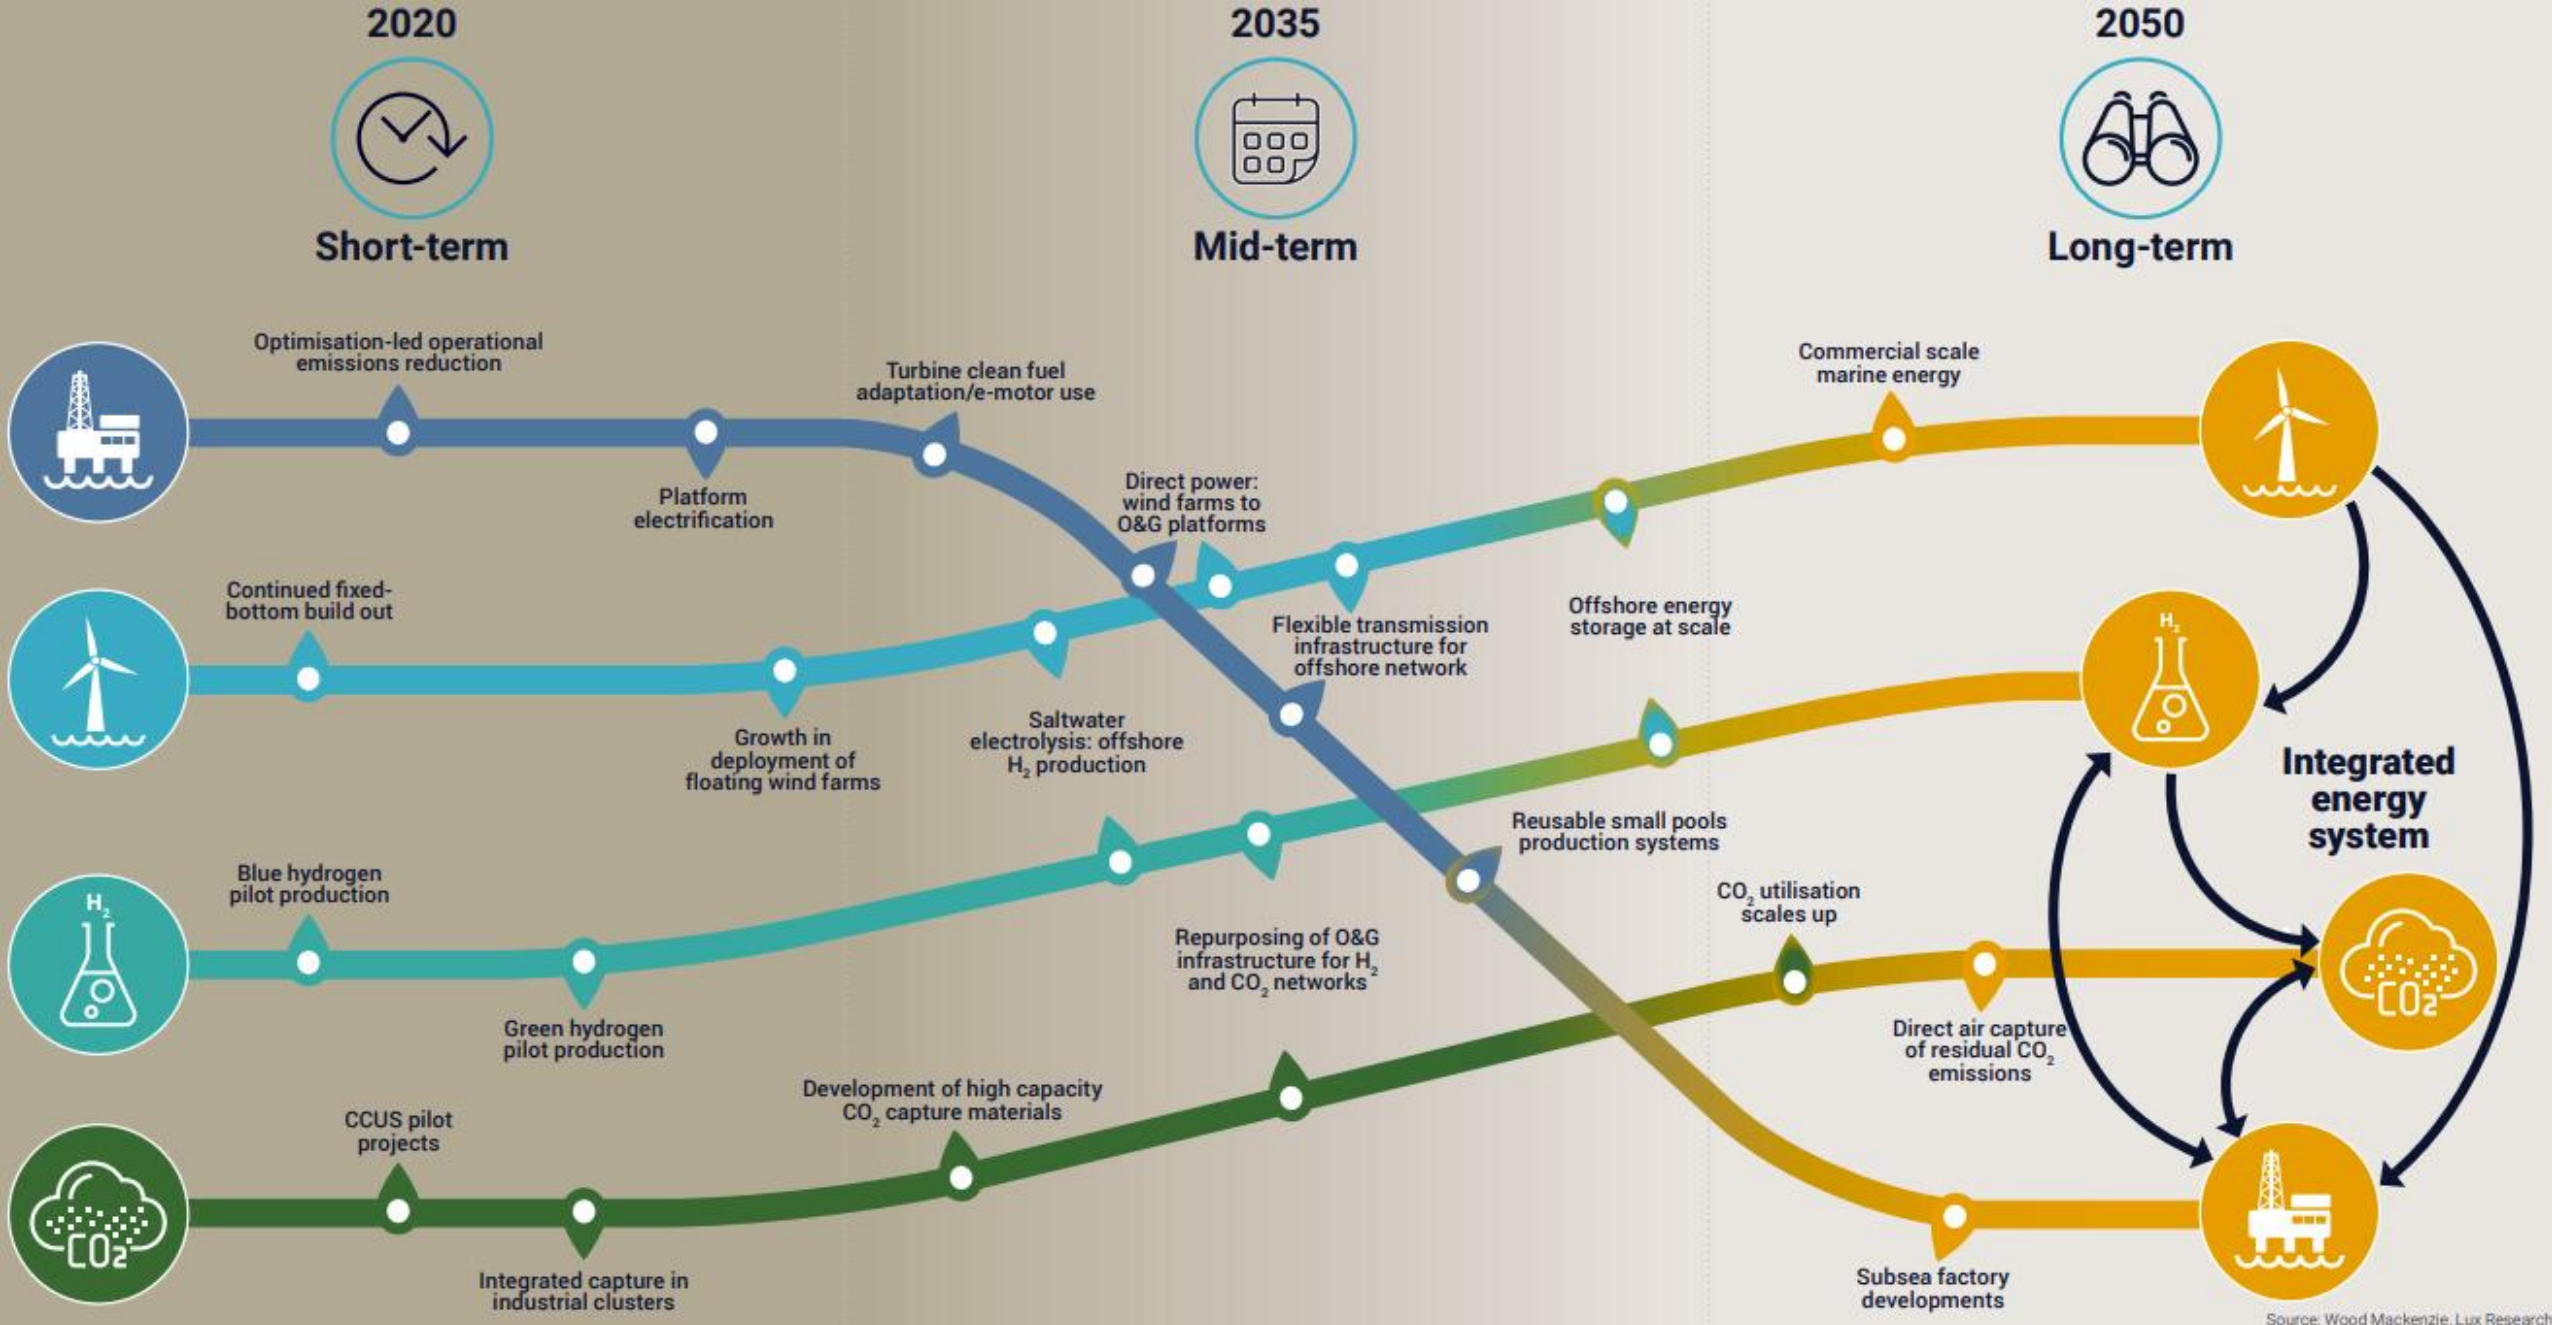 2020
2035
2050
Short-term
Mid-term
Long-term
Optimisation-led operational
emissions reduction
Platform
electrification
Turbine clean fuel
adaptation/e-motor use
Direct power:
wind farms to
O&G platforms
Commercial scale
marine energy
Continued fixed-
bottom build out
Growth in
deployment of
floating wind farms
Saltwater
electrolysis: offshore
H₂ production
Flexible transmission
infrastructure for
offshore network
Offshore energy
storage at scale
H₂
Integrated
energy
system
Reusable small pools
production systems
H₂
Blue hydrogen
pilot production
Green hydrogen
pilot production
Repurposing of O&G
infrastructure for H₂
and CO₂ networks
CO₂ utilisation
scales up
Direct air capture
of residual CO₂
emissions
CO₂
CO₂
CCUS pilot
projects
Integrated capture in
industrial clusters
Development of high capacity
CO₂ capture materials
Subsea factory
developments
Source: Wood Mackenzie, Lux Research